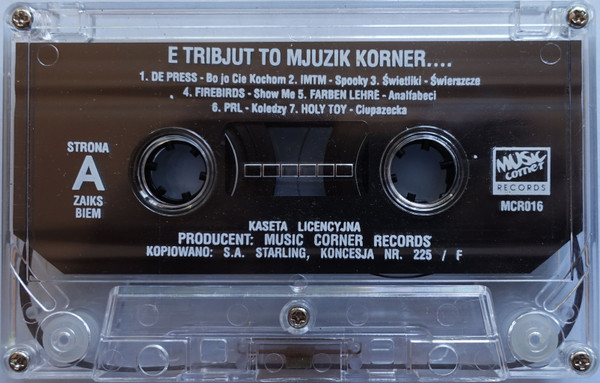 E TRIBJUT TO MJUZIK KORNER....
1. DE PRESS - Bo jo Cie Kochom 2. IMTM - Spooky 3. Świetliki - Świerszcze
4. FIREBIRDS - Show Me 5. FARBEN LEHRE - Analfabeci
6. PRL - Koledzy 7. HOLY TOY - Ciupazecka
STRONA
A
ZAIKS
BIEM
MUSIC
corner
RECORDS
MCR016
KASETA LICENCYJNA
PRODUCENT: MUSIC CORNER RECORDS
KOPIOWANO: S.A. STARLING, KONCESJA NR. 225 / F